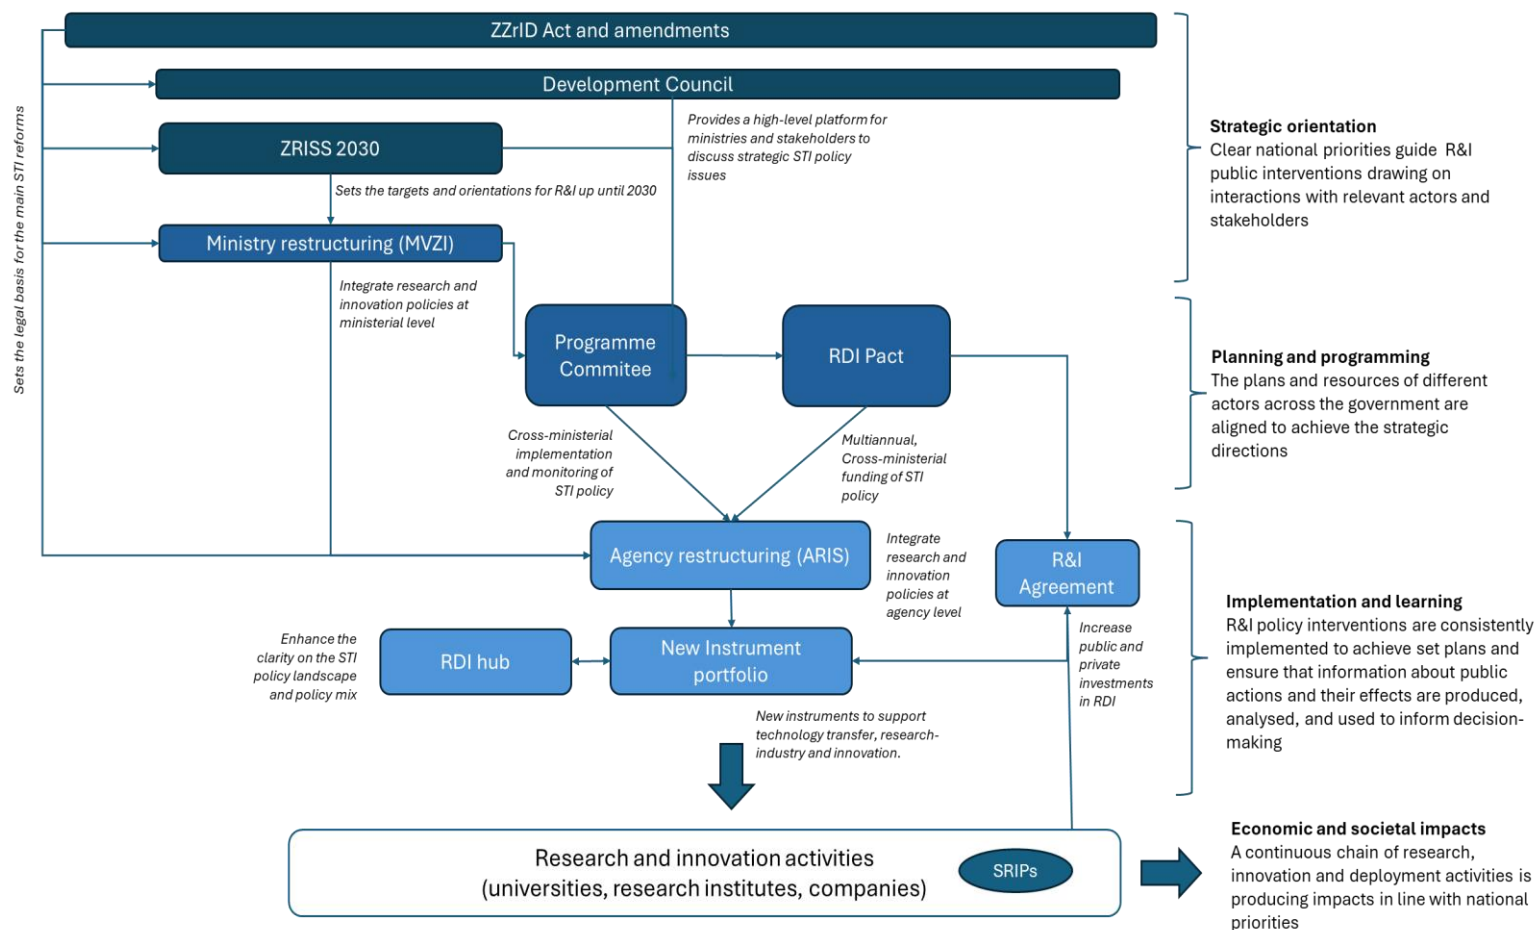 ZZrID Act and amendments
Development Council
Sets the legal basis for the main STI reforms
Provides a high-level platform for
ministries and stakeholders to
discuss strategic STI policy
issues
ZRISS 2030
Sets the targets and orientations for R&I up until 2030
Ministry restructuring (MVZI)
Integrate research and
innovation policies at
ministerial level
Strategic orientation
Clear national priorities guide R&I
public interventions drawing on
interactions with relevant actors and
stakeholders
Programme
Commitee
RDI Pact
Cross-ministerial
implementation
and monitoring of
STI policy
Multiannual,
Cross-ministerial
funding of STI
policy
Planning and programming
The plans and resources of different
actors across the government are
aligned to achieve the strategic
directions
Agency restructuring (ARIS)
Integrate
research and
innovation
policies at
agency level
R&I
Agreement
Enhance the
clarity on the STI
policy landscape
and policy mix
RDI hub
New Instrument
portfolio
Increase
public and
private
investments
in RDI
New instruments to support
technology transfer, research-
industry and innovation.
Implementation and learning
R&I policy interventions are consistently
implemented to achieve set plans and
ensure that information about public
actions and their effects are produced,
analysed, and used to inform decision-
making
Research and innovation activities
(universities, research institutes, companies)
SRIPs
Economic and societal impacts
A continuous chain of research,
innovation and deployment activities is
producing impacts in line with national
priorities